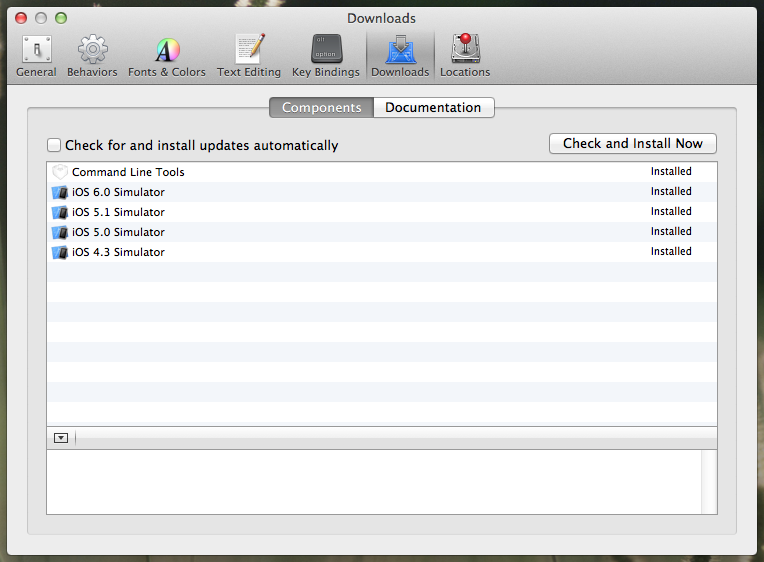 Downloads
General Behaviors Fonts & Colors Text Editing Key Bindings Downloads Locations
Components Documentation
Check for and install updates automatically Check and Install Now
Command Line Tools Installed
iOS 6.0 Simulator Installed
iOS 5.1 Simulator Installed
iOS 5.0 Simulator Installed
iOS 4.3 Simulator Installed